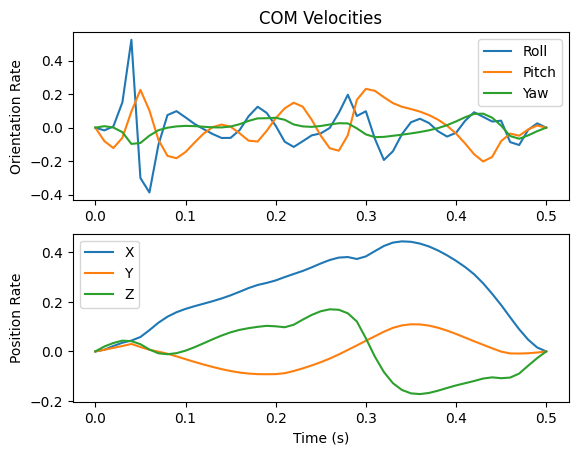 COM Velocities
Orientation Rate
0.4
0.2
0.0
−0.2
−0.4
Roll
Pitch
Yaw
0.0 0.1 0.2 0.3 0.4 0.5
Position Rate
0.4
0.2
0.0
−0.2
X
Y
Z
0.0 0.1 0.2 0.3 0.4 0.5
Time (s)